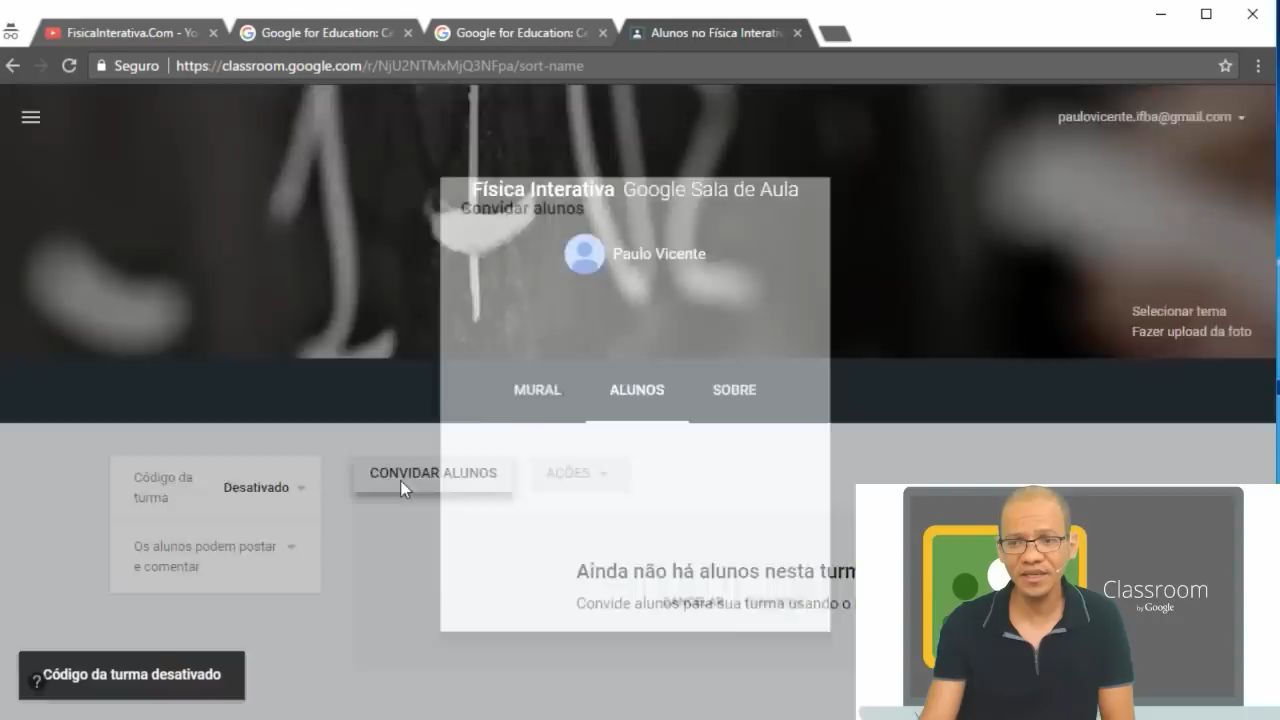 FisicaInterativa.Com - Yo
Google for Education: Ce
Google for Education: Ce
Alunos no Física Interati
Seguro
https://classroom.google.com/r/NjU2NTMxMjQ3NFpa/sort-name
paulovicente.ifba@gmail.com
Física Interativa Google Sala de Aula
Convidar alunos
Paulo Vicente
Selecionar tema
Fazer upload da foto
MURAL
ALUNOS
SOBRE
Código da
turma
Desativado
CONVIDAR ALUNOS
AÇÕES
Os alunos podem postar
e comentar
Ainda não há alunos nesta turm
Convide alunos para sua turma usando o
CANCELAR
Classroom
by Google
? Código da turma desativado